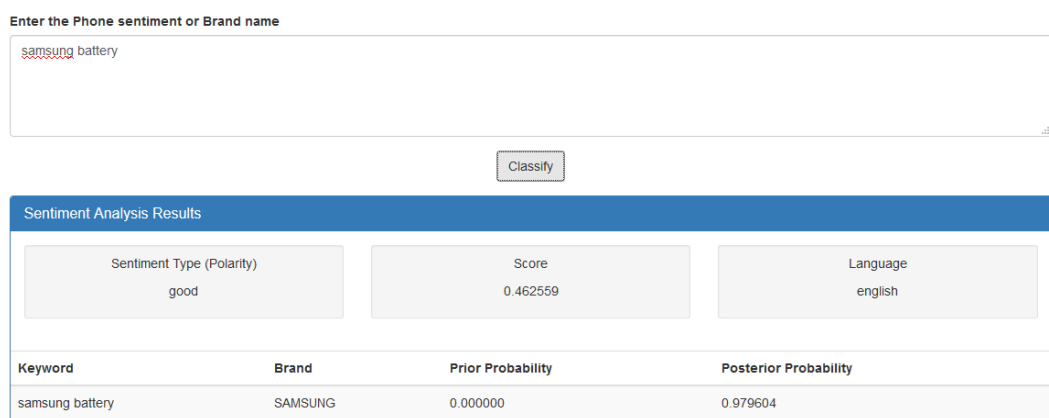 Enter the Phone sentiment or Brand name
samsung battery
Classify
Sentiment Analysis Results
Sentiment Type (Polarity) Score Language
good 0.462559 english
Keyword Brand Prior Probability Posterior Probability
samsung battery SAMSUNG 0.000000 0.979604